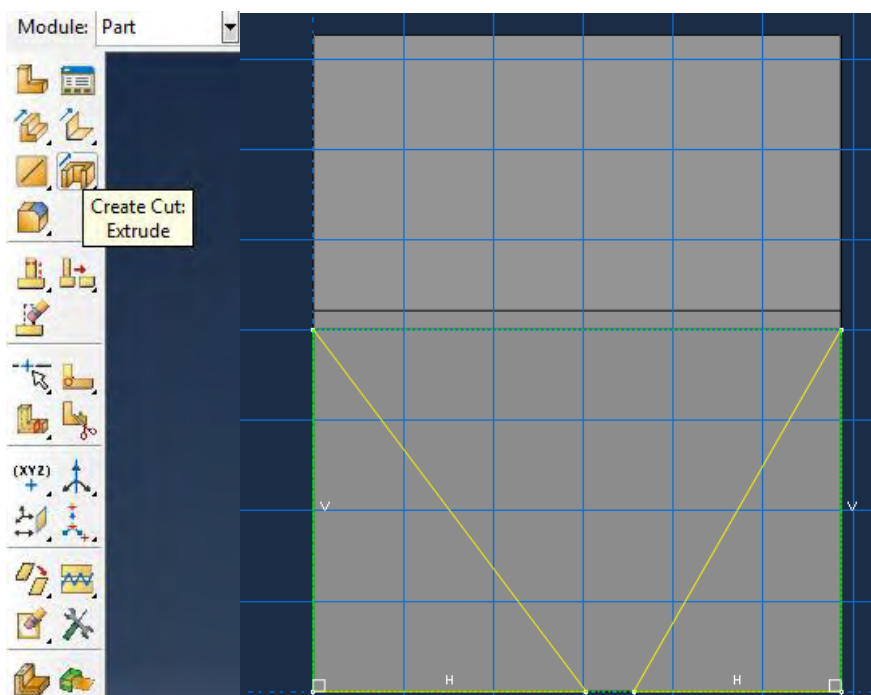 Module: Part
Create Cut:
Extrude
(XYZ)
V
V
H
H